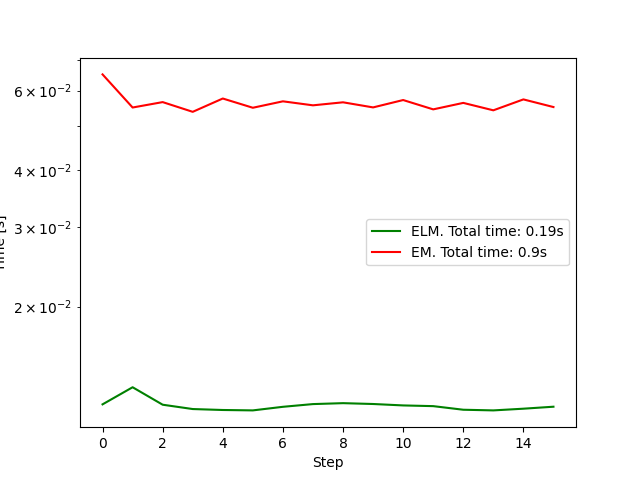 6 × 10⁻²
4 × 10⁻²
3 × 10⁻²
2 × 10⁻²
ELM. Total time: 0.19s
EM. Total time: 0.9s
0 2 4 6 8 10 12 14
Step